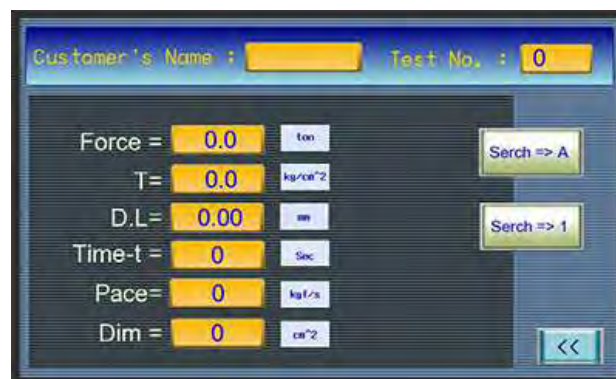 Customer's Name :
Test No. : 0
Force = 0.0 ton
T= 0.0 kg/cm^2
D.L= 0.00 mm
Time-t = 0 Sec
Pace= 0 kgf/s
Dim = 0 cm^2
Serch => A
Serch => 1
<<